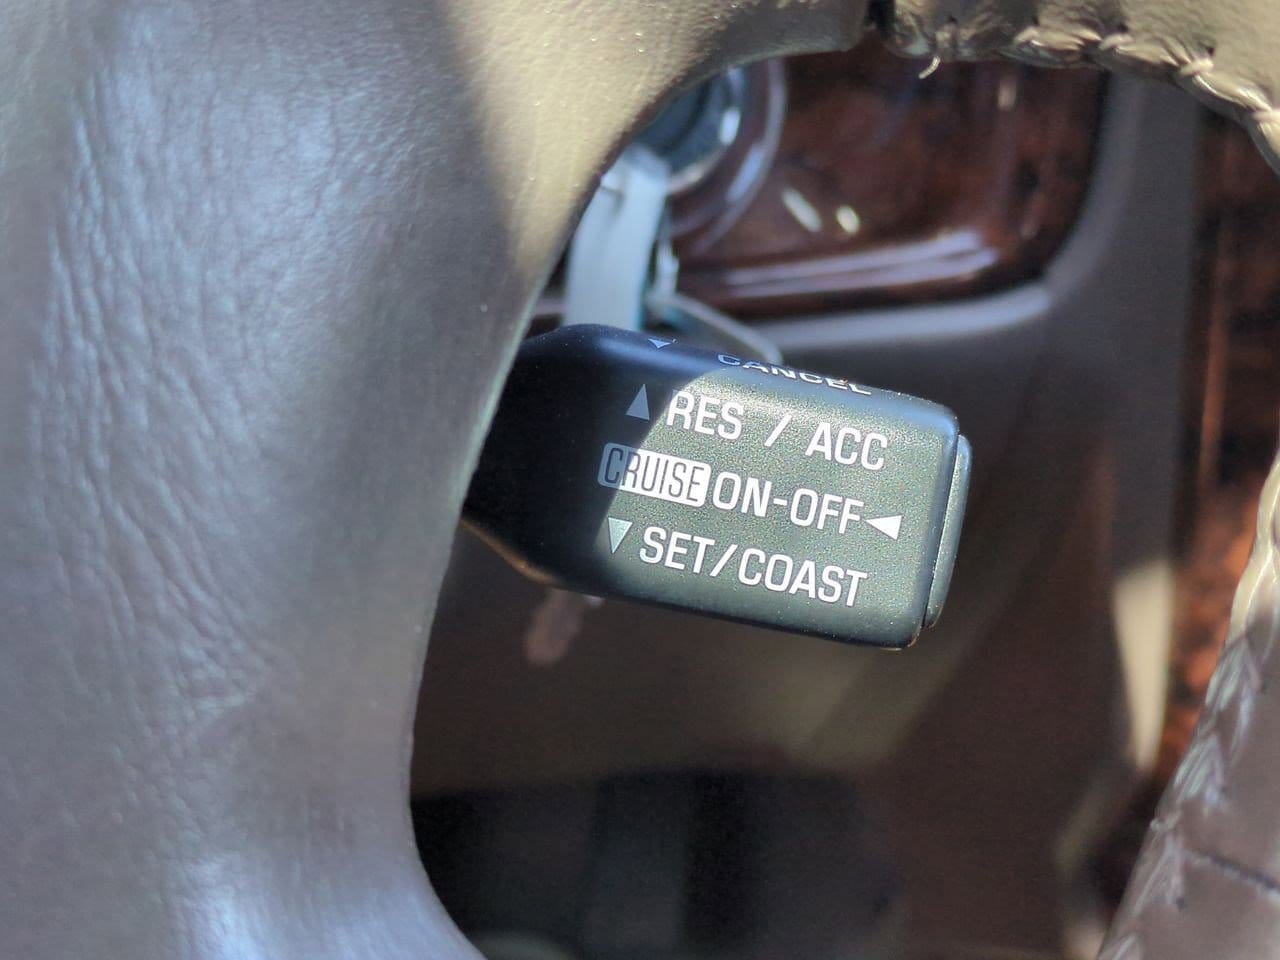 CANCEL
RES / ACC
CRUISE ON-OFF
SET/COAST